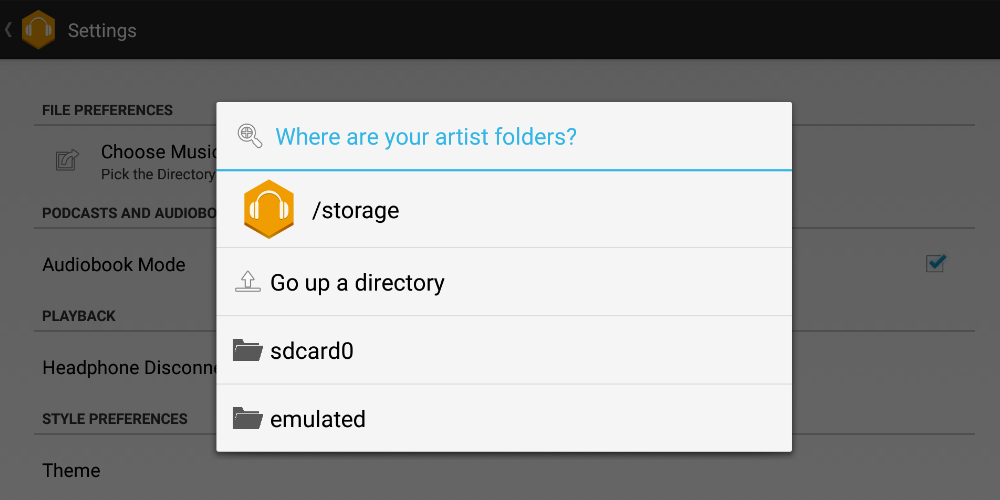 Settings
FILE PREFERENCES
Choose Music
Pick the Directory
PODCASTS AND AUDIOBO
Audiobook Mode
PLAYBACK
Headphone Disconne
STYLE PREFERENCES
Theme
Where are your artist folders?
/storage
Go up a directory
sdcard0
emulated